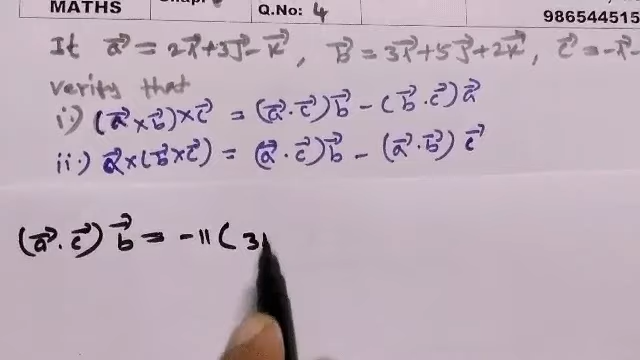 MATHS
Q.No: 4
986544515
If a⃗ = 2i⃗+3j⃗-k⃗, b⃗ = 3i⃗+5j⃗+2k⃗, c⃗ = -i⃗-
verify that
i.) (a⃗ × b⃗) × c⃗ = (a⃗ . c⃗) b⃗ - (b⃗ . c⃗) a⃗
ii.) a⃗ × (b⃗ × c⃗) = (a⃗ . c⃗) b⃗ - (a⃗ . b⃗) c⃗
(a⃗ . c⃗) b⃗ = -11 ( 3